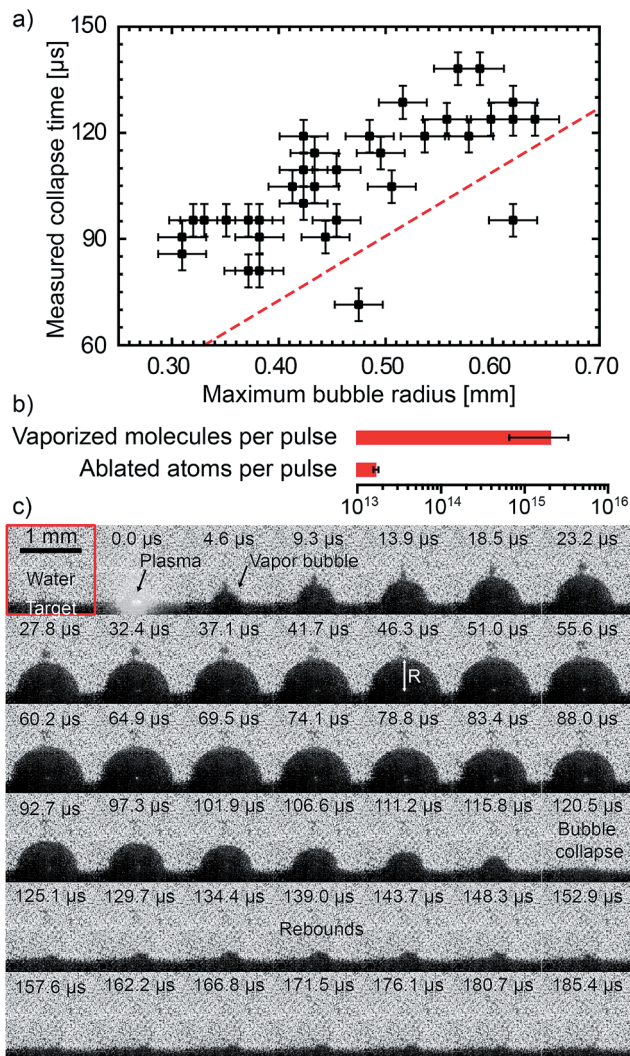 a)
150
120
90
60
Measured collapse time [µs]
0.30 0.40 0.50 0.60 0.70
Maximum bubble radius [mm]
b)
Vaporized molecules per pulse
Ablated atoms per pulse
10¹³ 10¹⁴ 10¹⁵ 10¹⁶
c)
1 mm 0.0 µs 4.6 µs 9.3 µs 13.9 µs 18.5 µs 23.2 µs
Plasma Vapor bubble
Water
Target
27.8 µs 32.4 µs 37.1 µs 41.7 µs 46.3 µs 51.0 µs 55.6 µs
R
60.2 µs 64.9 µs 69.5 µs 74.1 µs 78.8 µs 83.4 µs 88.0 µs
92.7 µs 97.3 µs 101.9 µs 106.6 µs 111.2 µs 115.8 µs 120.5 µs
Bubble
collapse
125.1 µs 129.7 µs 134.4 µs 139.0 µs 143.7 µs 148.3 µs 152.9 µs
Rebounds
157.6 µs 162.2 µs 166.8 µs 171.5 µs 176.1 µs 180.7 µs 185.4 µs